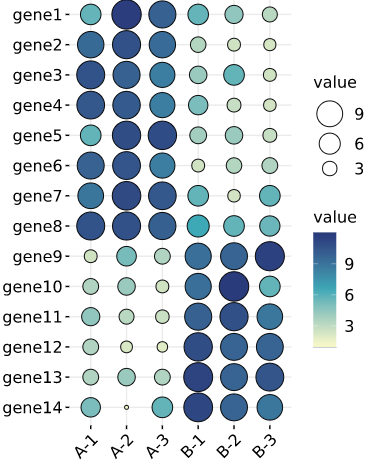 gene1
gene2
gene3
gene4
gene5
gene6
gene7
gene8
gene9
gene10
gene11
gene12
gene13
gene14
A-1
A-2
A-3
B-1
B-2
B-3
value
9
6
3
value
9
6
3